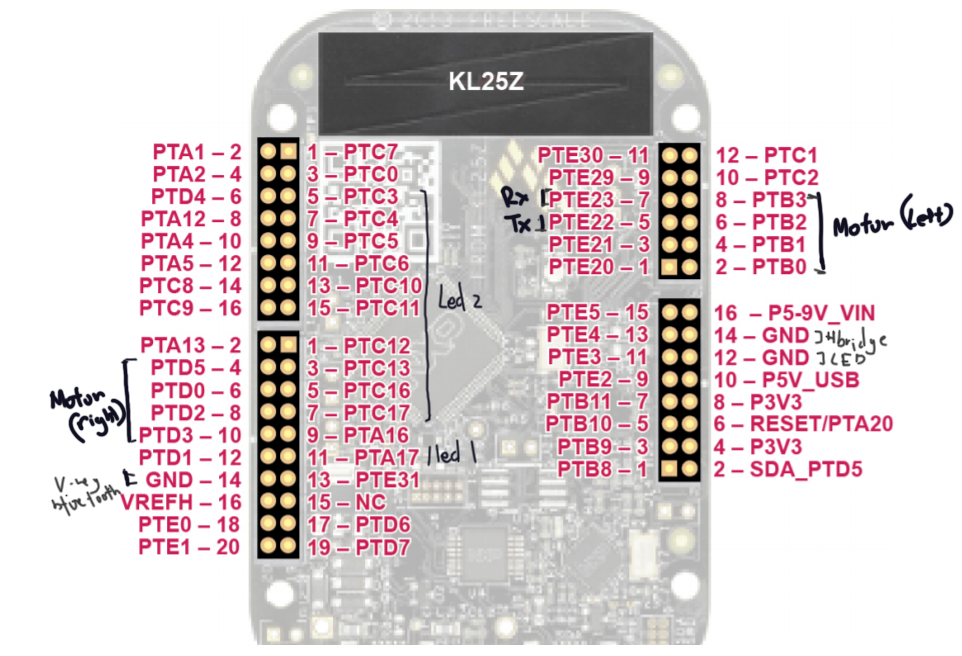 © 2013 FREESCALE
KL25Z
PTA1 – 2
PTA2 – 4
PTD4 – 6
PTA12 – 8
PTA4 – 10
PTA5 – 12
PTC8 – 14
PTC9 – 16
1 – PTC7
3 – PTC0
5 – PTC3
7 – PTC4
9 – PTC5
11 – PTC6
13 – PTC10
15 – PTC11
Led 2
PTA13 – 2
PTD5 – 4
PTD0 – 6
PTD2 – 8
PTD3 – 10
PTD1 – 12
GND – 14
VREFH – 16
PTE0 – 18
PTE1 – 20
Motor
(right)
bluetooth
1 – PTC12
3 – PTC13
5 – PTC16
7 – PTC17
9 – PTA16
11 – PTA17
13 – PTE31
15 – NC
17 – PTD6
19 – PTD7
led 1
PTE30 – 11
PTE29 – 9
PTE23 – 7
PTE22 – 5
PTE21 – 3
PTE20 – 1
Rx
Tx
12 – PTC1
10 – PTC2
8 – PTB3
6 – PTB2
4 – PTB1
2 – PTB0
Motor (Left)
PTE5 – 15
PTE4 – 13
PTE3 – 11
PTE2 – 9
PTB11 – 7
PTB10 – 5
PTB9 – 3
PTB8 – 1
16 – P5-9V_VIN
14 – GND Hbridge
12 – GND LED
10 – P5V_USB
8 – P3V3
6 – RESET/PTA20
4 – P3V3
2 – SDA_PTD5